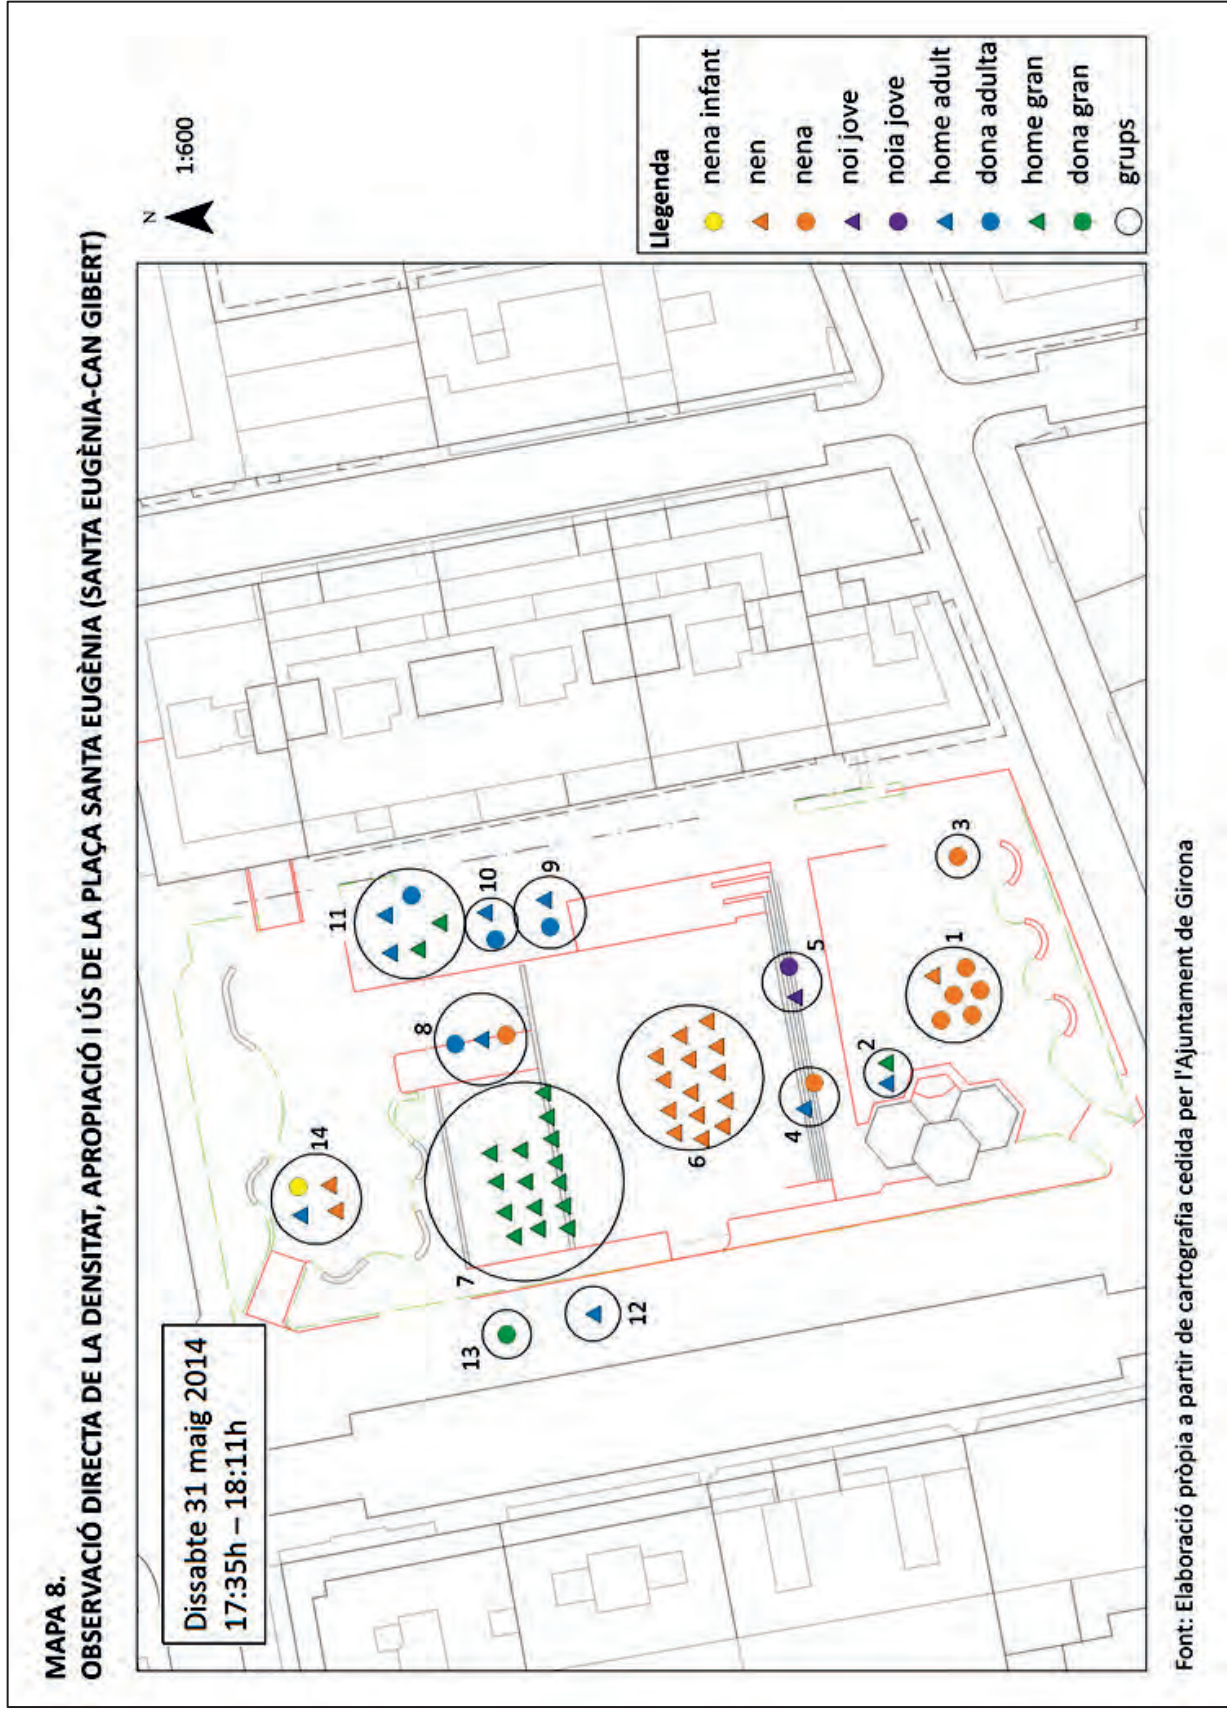 MAPA 8.
OBSERVACIÓ DIRECTA DE LA DENSITAT, APROPIACIÓ I ÚS DE LA PLAÇA SANTA EUGÈNIA (SANTA EUGÈNIA-CAN GIBERT)
Dissabte 31 maig 2014
17:35h – 18:11h
N
1:600
14
11
10
9
8
7
13
12
6
5
4
2
1
3
Llegenda
nena infant
nen
nena
noi jove
noia jove
home adult
dona adulta
home gran
dona gran
grups
Font: Elaboració pròpia a partir de cartografia cedida per l'Ajuntament de Girona